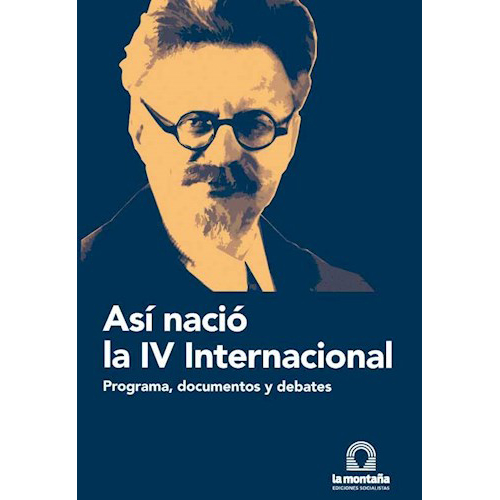 Así nació
la IV Internacional
Programa, documentos y debates
la montaña
EDICIONES SOCIALISTAS